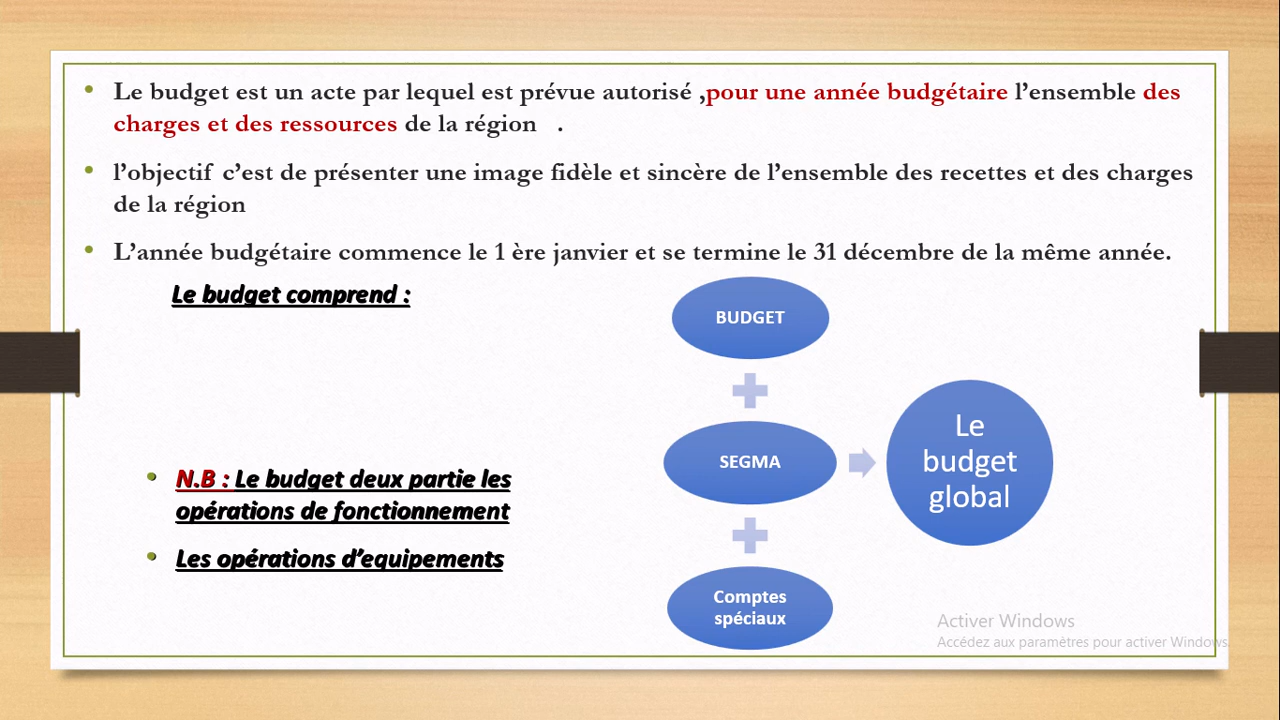 Le budget est un acte par lequel est prévue autorisé ,pour une année budgétaire l’ensemble des
charges et des ressources de la région .
l’objectif c’est de présenter une image fidèle et sincère de l’ensemble des recettes et des charges
de la région
L’année budgétaire commence le 1 ère janvier et se termine le 31 décembre de la même année.
Le budget comprend :
N.B : Le budget deux partie les
opérations de fonctionnement
Les opérations d’equipements
BUDGET
SEGMA
Comptes
spéciaux
Le
budget
global
Activer Windows
Accédez aux paramètres pour activer Windows.